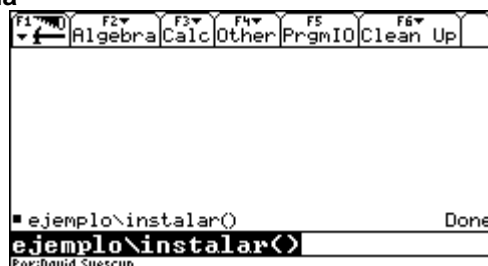 F1 F2 F3 F4 F5 F6
Algebra Calc Other PrgmIO Clean Up
ejemplo\instalar() Done
ejemplo\instalar()
Por:David Suescun